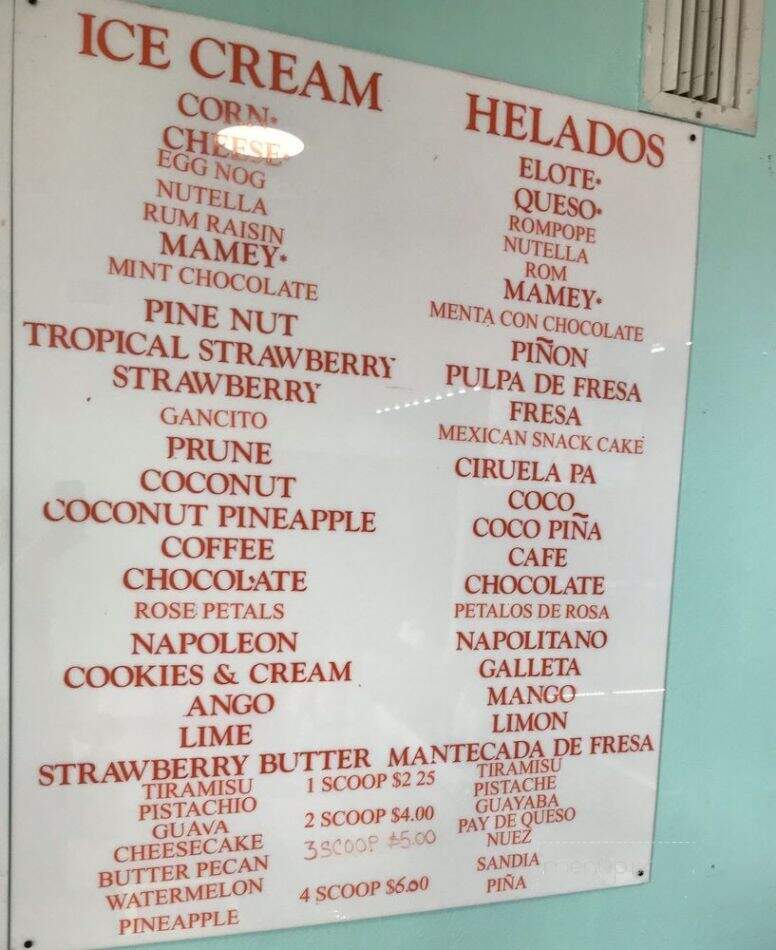 ICE CREAM
CORN*
CHEESE*
EGG NOG
NUTELLA
RUM RAISIN
MAMEY*
MINT CHOCOLATE
PINE NUT
TROPICAL STRAWBERRY
STRAWBERRY
GANCITO
PRUNE
COCONUT
COCONUT PINEAPPLE
COFFEE
CHOCOLATE
ROSE PETALS
NAPOLEON
COOKIES & CREAM
ANGO
LIME
STRAWBERRY BUTTER
TIRAMISU
PISTACHIO
GUAVA
CHEESECAKE
BUTTER PECAN
WATERMELON
PINEAPPLE
1 SCOOP $2 25
2 SCOOP $4.00
3 SCOOP $5.00
4 SCOOP $6.00
HELADOS
ELOTE*
QUESO*
ROMPOPE
NUTELLA
ROM
MAMEY*
MENTA CON CHOCOLATE
PIÑON
PULPA DE FRESA
FRESA
MEXICAN SNACK CAKE
CIRUELA PA
COCO
COCO PIÑA
CAFE
CHOCOLATE
PETALOS DE ROSA
NAPOLITANO
GALLETA
MANGO
LIMON
MANTECADA DE FRESA
TIRAMISU
PISTACHE
GUAYABA
PAY DE QUESO
NUEZ
SANDIA
PIÑA